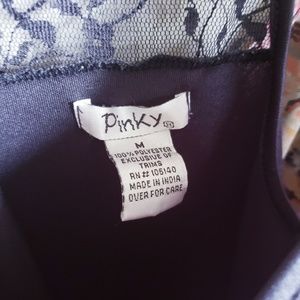 Pinky
M
100% POLYESTER
EXCLUSIVE OF
TRIMS
RN# 105140
MADE IN INDIA
OVER FOR CARE